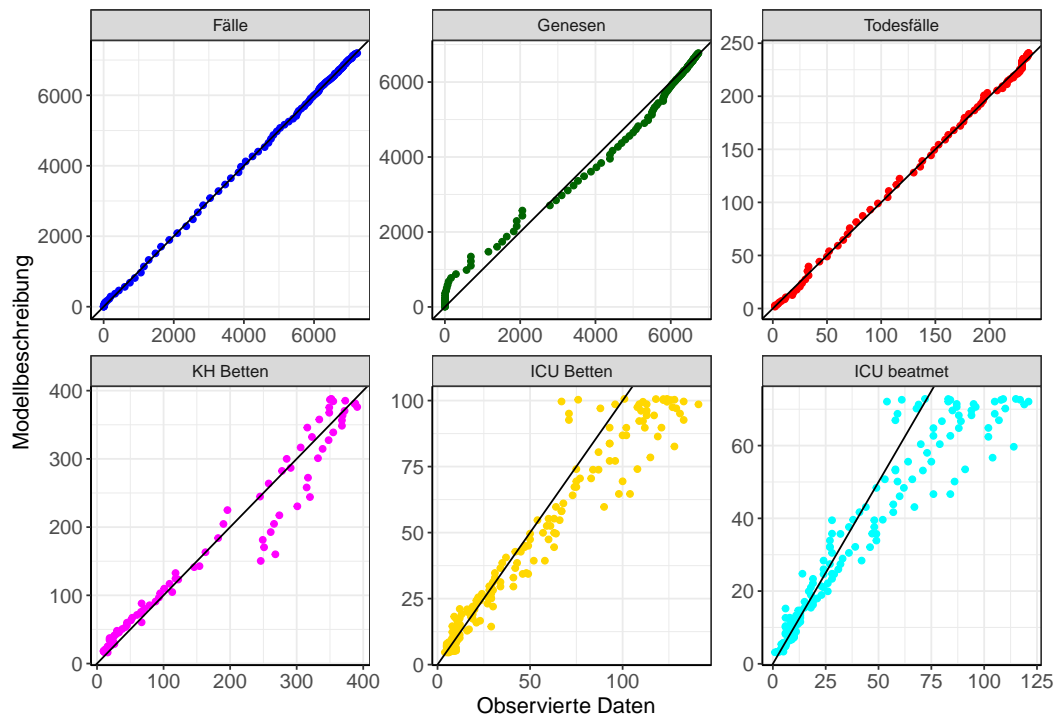 Fälle
Genesen
Todesfälle
6000
4000
2000
0
0 2000 4000 6000
6000
4000
2000
0
0 2000 4000 6000
250
200
150
100
50
0
0 50 100 150 200
KH Betten
ICU Betten
ICU beatmet
400
300
200
100
0
0 100 200 300 400
100
75
50
25
0
0 50 100
60
40
20
0
0 25 50 75 100 125
Modellbeschreibung
Observierte Daten